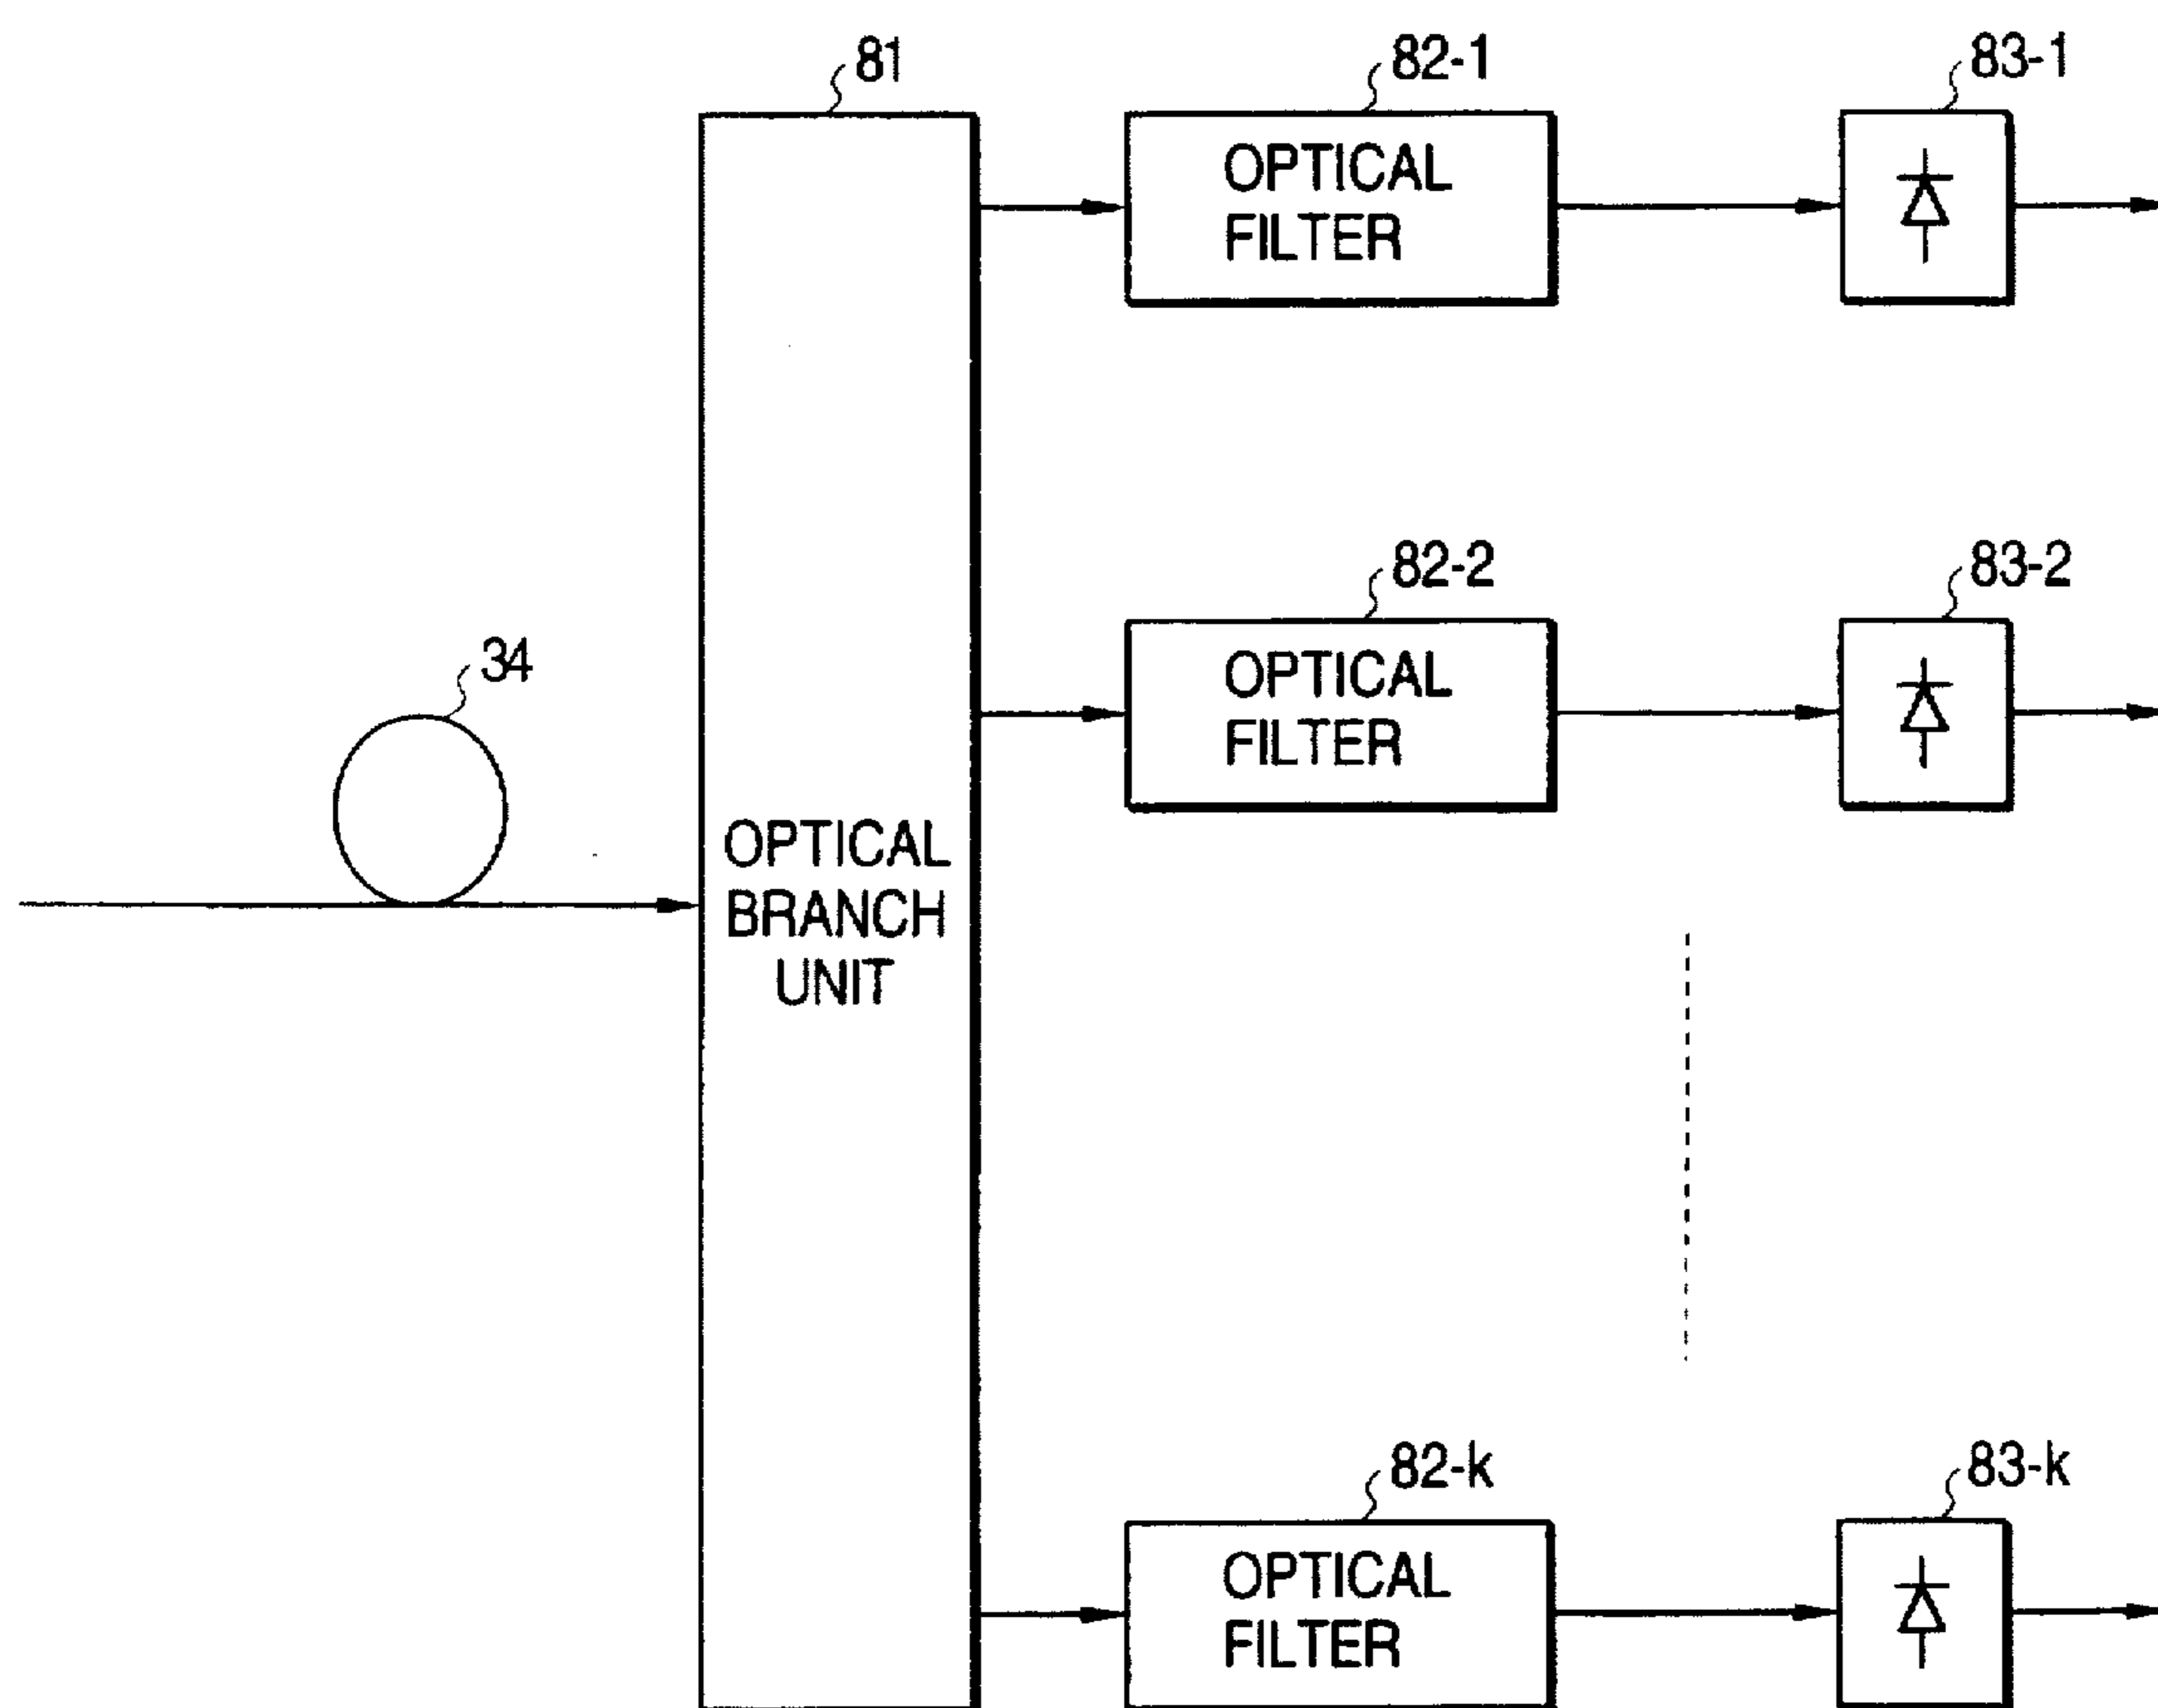 81
82-1
83-1
OPTICAL
FILTER
82-2
83-2
OPTICAL
FILTER
34
OPTICAL
BRANCH
UNIT
82-k
83-k
OPTICAL
FILTER